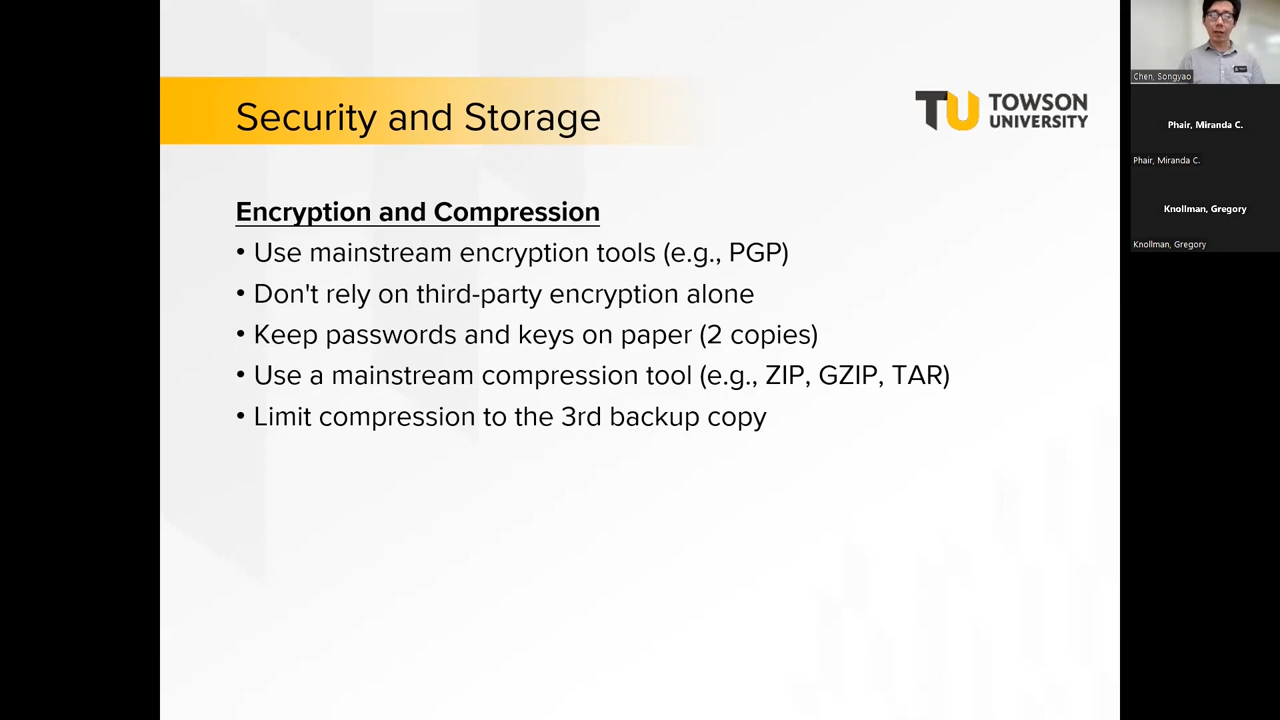 Security and Storage
TU TOWSON
UNIVERSITY
Encryption and Compression
• Use mainstream encryption tools (e.g., PGP)
• Don't rely on third-party encryption alone
• Keep passwords and keys on paper (2 copies)
• Use a mainstream compression tool (e.g., ZIP, GZIP, TAR)
• Limit compression to the 3rd backup copy
Chen, Songyao
Phair, Miranda C.
Phair, Miranda C.
Knollman, Gregory
Knollman, Gregory